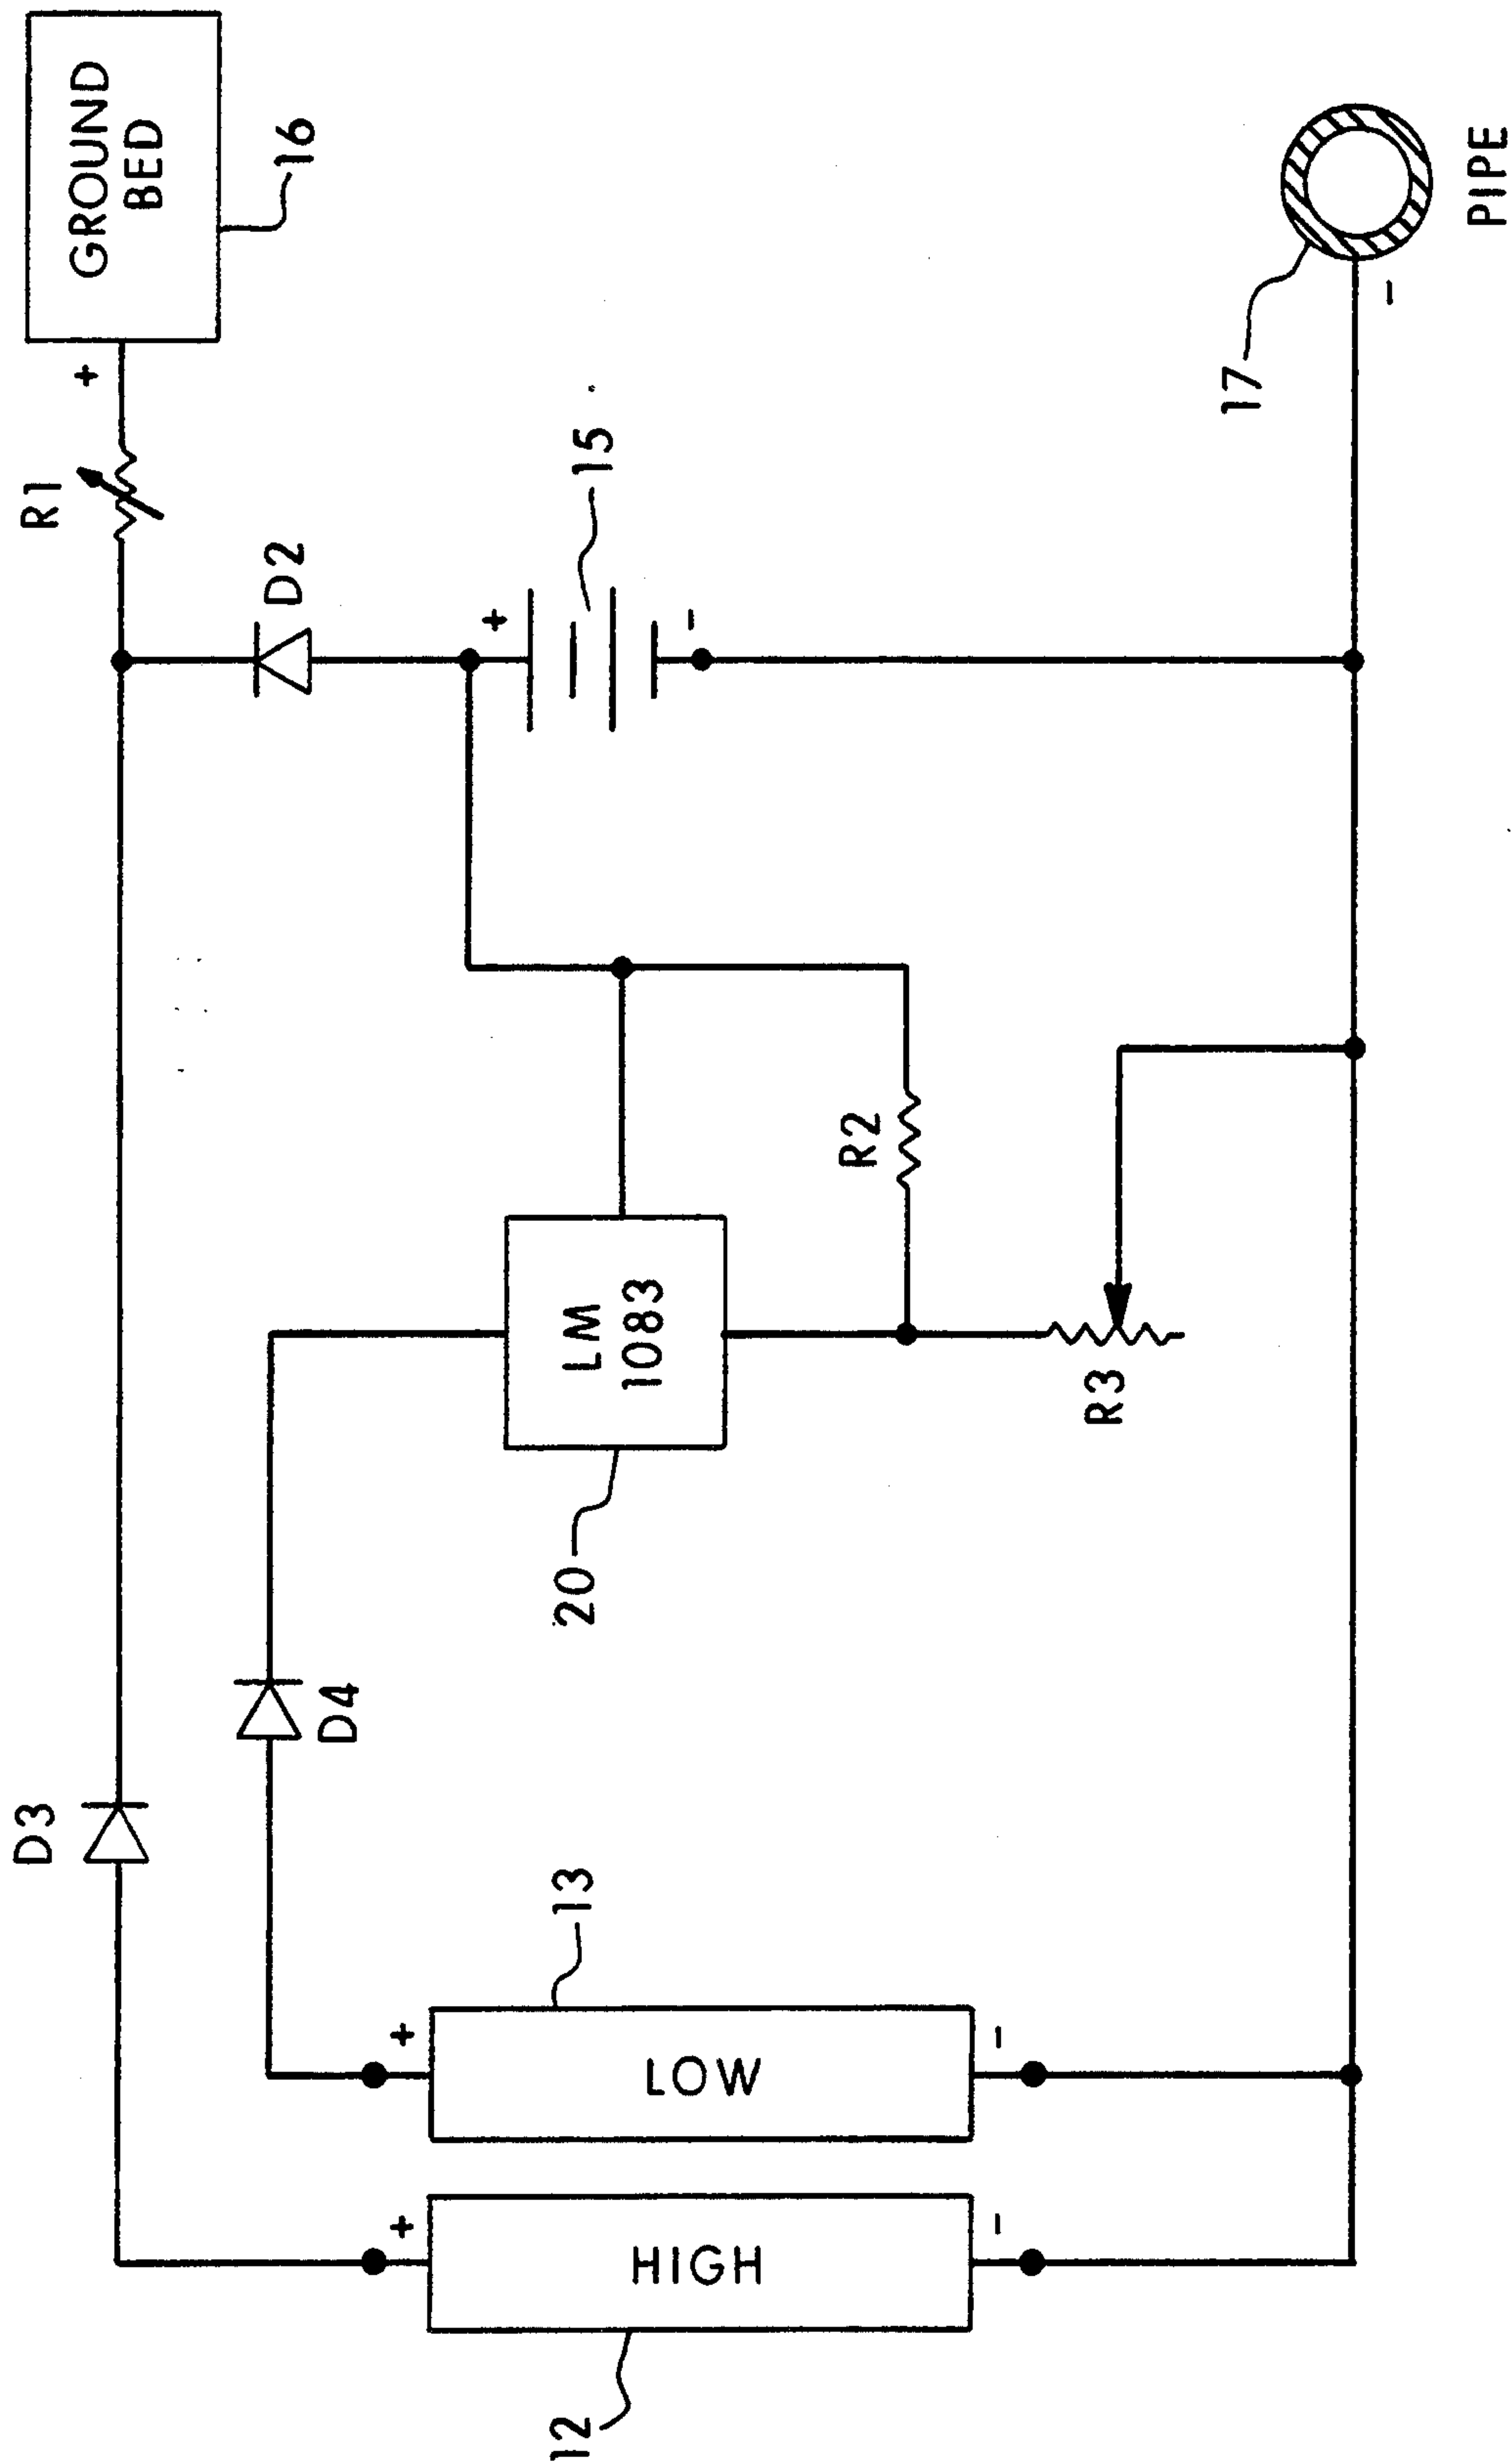 D3
R1
+
GROUND
BED
16
D2
D4
+
15
-
LM
1083
20
R2
R3
13
+
LOW
-
+
HIGH
-
12
17
-
PIPE